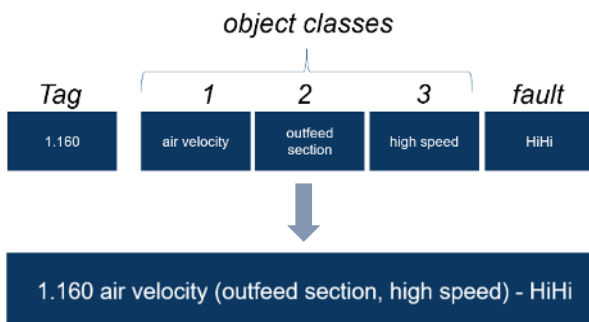 object classes
Tag 1 2 3 fault
1.160 air velocity outfeed section high speed HiHi
1.160 air velocity (outfeed section, high speed) - HiHi